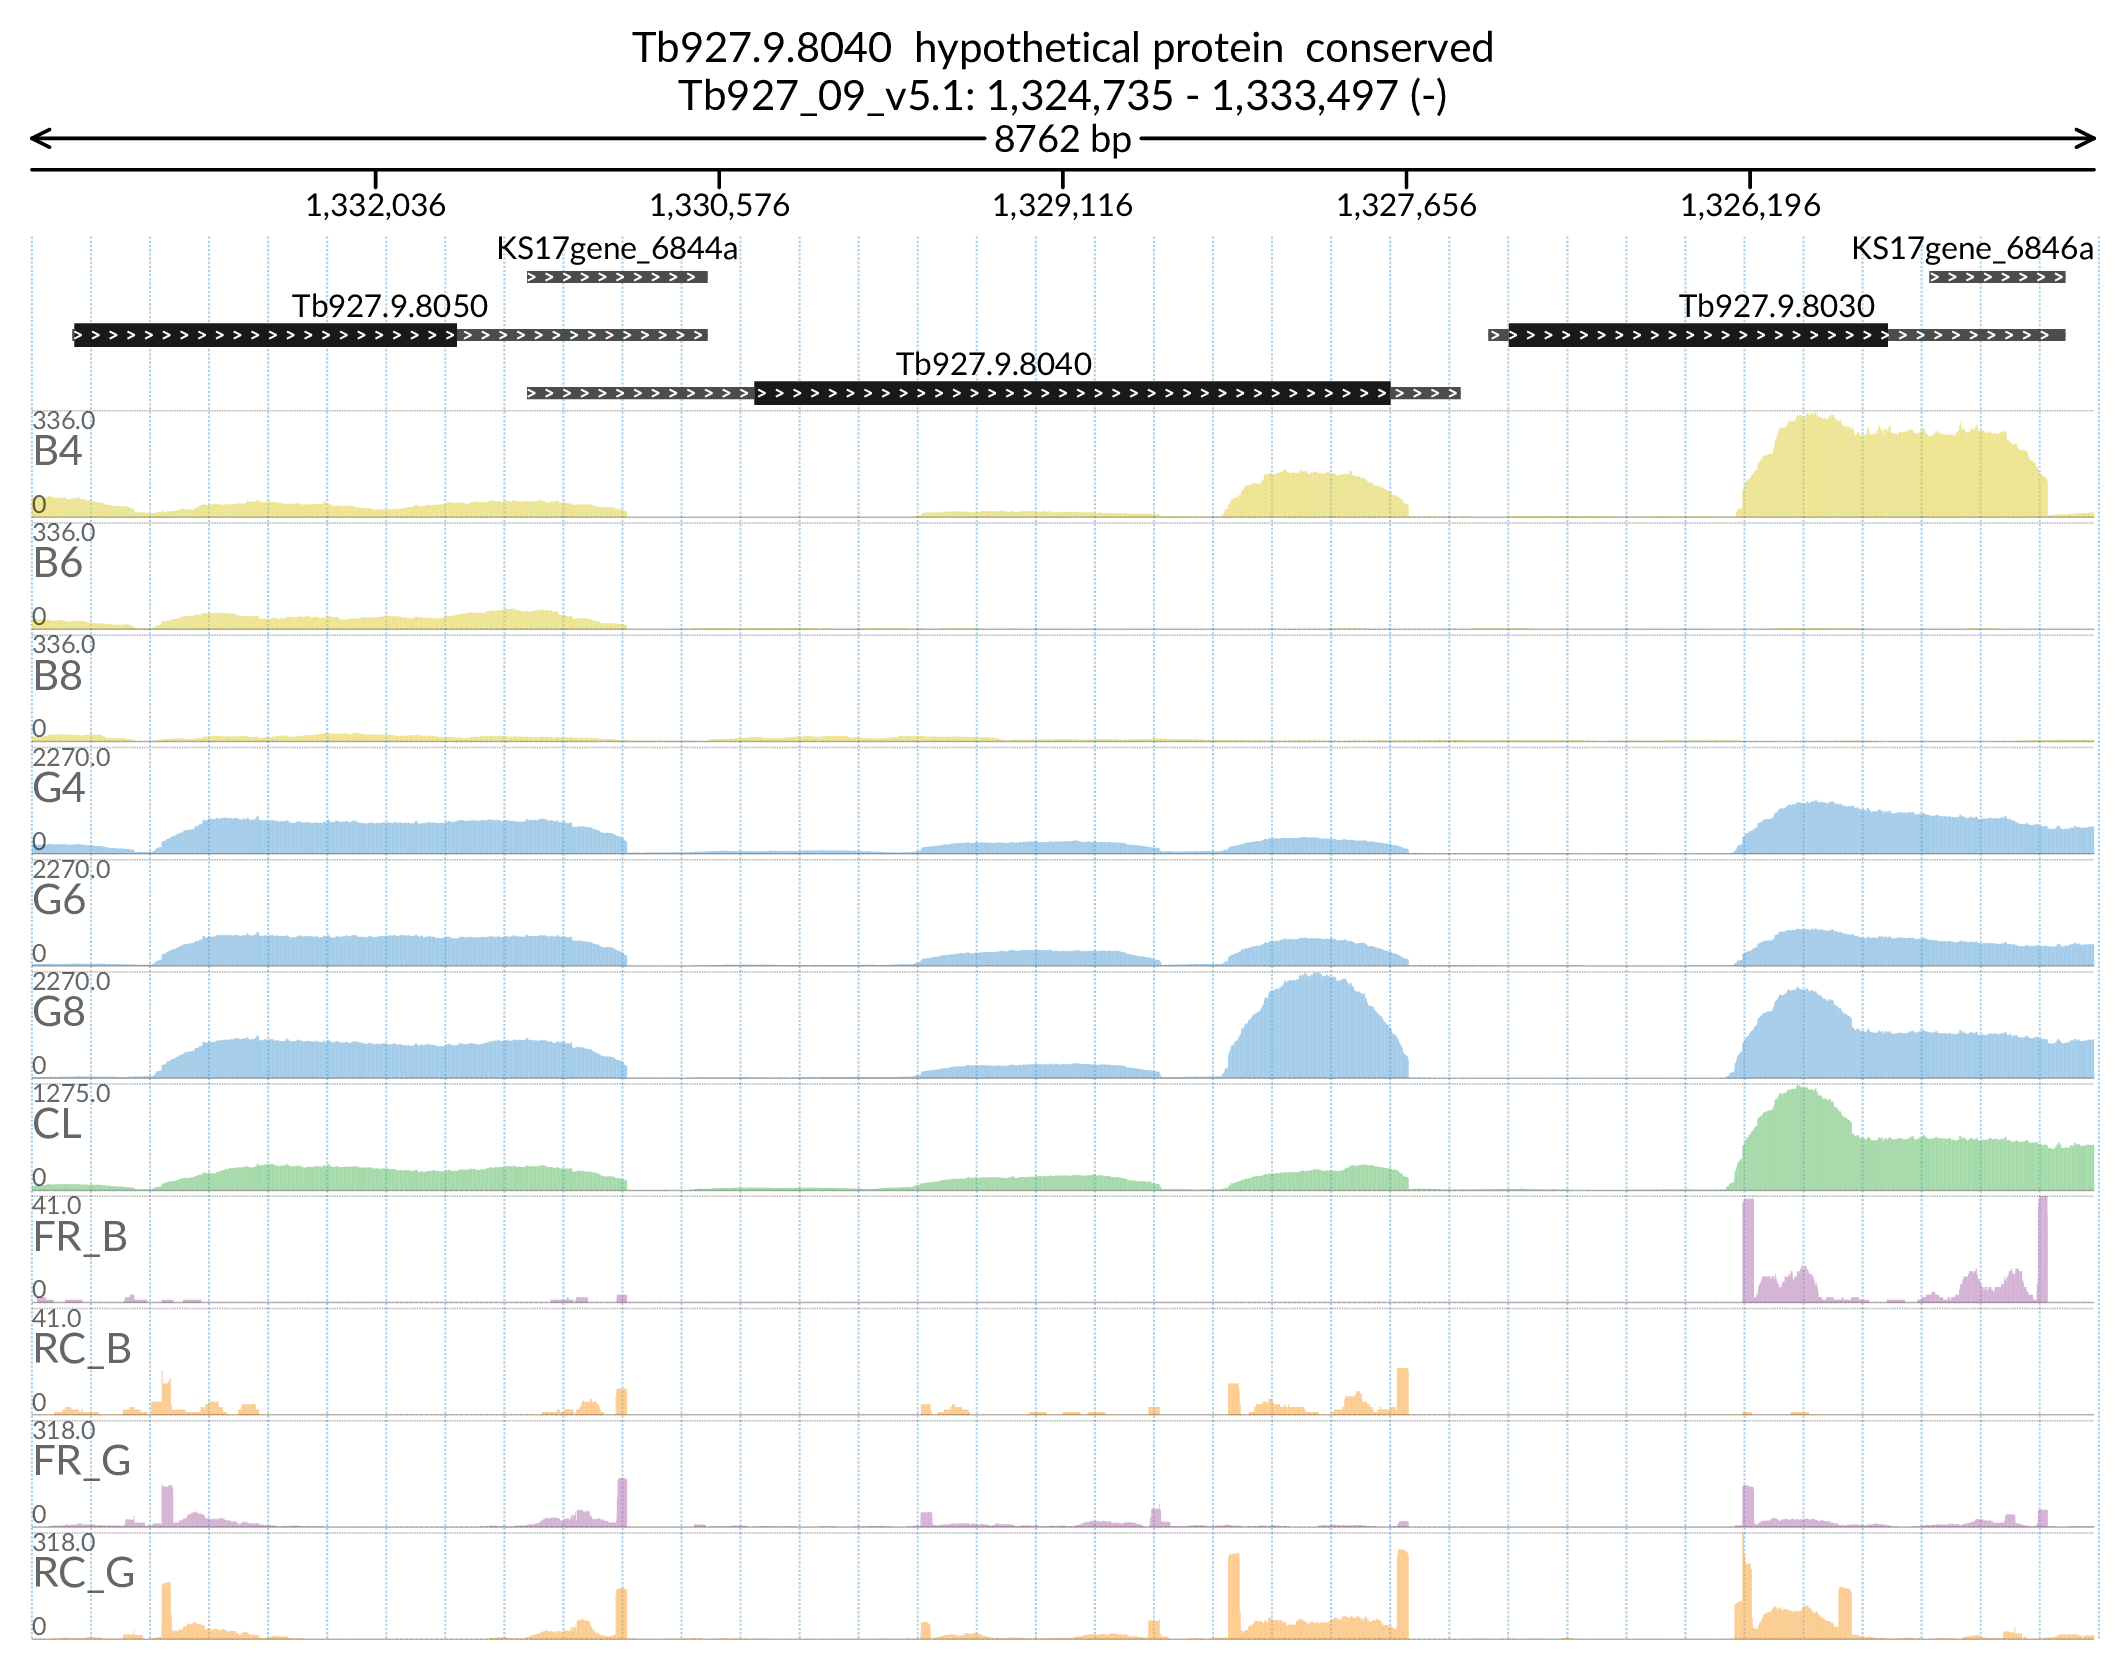 Tb927.9.8040  hypothetical protein  conserved
Tb927_09_v5.1: 1,324,735 - 1,333,497 (-)
8762 bp
1,332,036 1,330,576 1,329,116 1,327,656 1,326,196
KS17gene_6844a KS17gene_6846a
Tb927.9.8050 Tb927.9.8030
Tb927.9.8040
336.0
B4
0
336.0
B6
0
336.0
B8
0
2270.0
G4
0
2270.0
G6
0
2270.0
G8
0
1275.0
CL
0
41.0
FR_B
0
41.0
RC_B
0
318.0
FR_G
0
318.0
RC_G
0